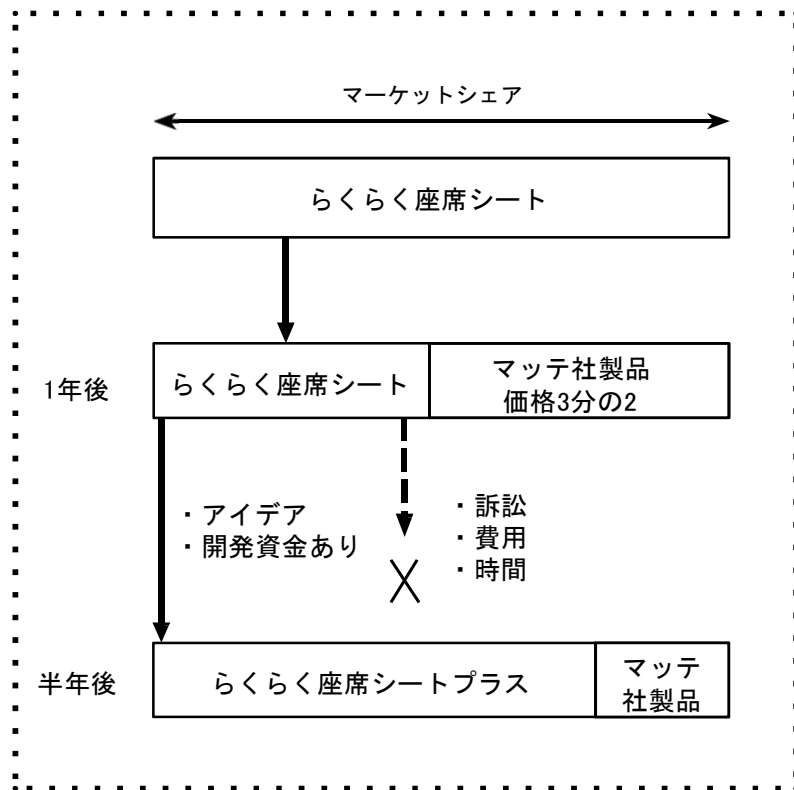 マーケットシェア
らくらく座席シート
1年後
らくらく座席シート
マッテ社製品
価格3分の2
・アイデア
・開発資金あり
・訴訟
・費用
・時間
半年後
らくらく座席シートプラス
マッテ
社製品